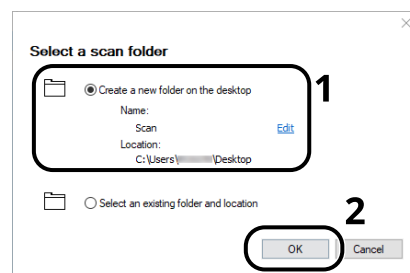 Select a scan folder
Create a new folder on the desktop
1
Name:
Scan
Edit
Location:
C:\Users\ \Desktop
Select an existing folder and location
2
OK
Cancel